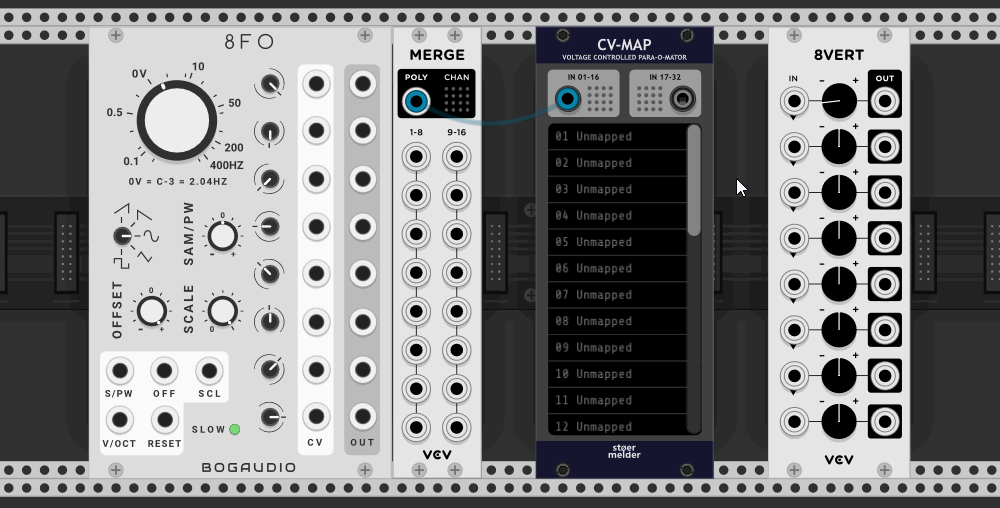 8FO
0V
10
0.5
50
0.1
200
400HZ
0V = C-3 = 2.04HZ
SAM/PW
0
- +
OFFSET
0
- +
SCALE
0
- +
S/PW OFF SCL
V/OCT RESET
SLOW
CV OUT
BOGAUDIO
MERGE
POLY CHAN
1-8 9-16
VCV
CV-MAP
VOLTAGE CONTROLLED PARA-O-MATOR
IN 01-16 IN 17-32
01 Unmapped
02 Unmapped
03 Unmapped
04 Unmapped
05 Unmapped
06 Unmapped
07 Unmapped
08 Unmapped
09 Unmapped
10 Unmapped
11 Unmapped
12 Unmapped
støer
melder
8VERT
IN - + OUT
- +
- +
- +
- +
- +
- +
- +
VCV